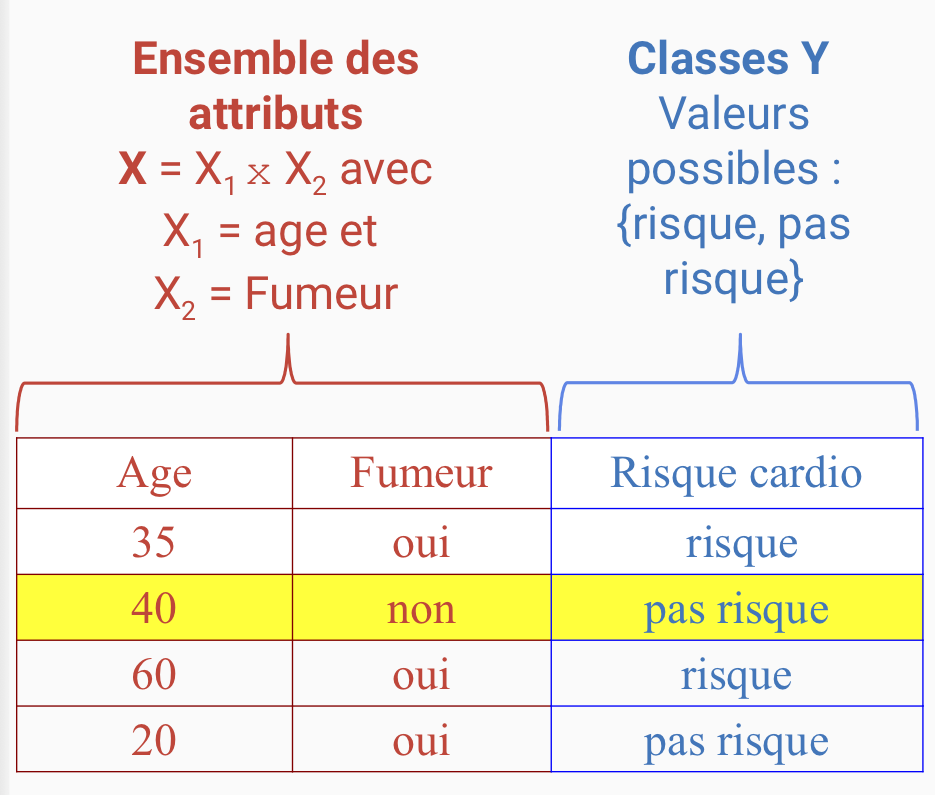 Ensemble des
attributs
X = X₁ x X₂ avec
X₁ = age et
X₂ = Fumeur
Classes Y
Valeurs
possibles :
{risque, pas
risque}
Age Fumeur Risque cardio
35 oui risque
40 non pas risque
60 oui risque
20 oui pas risque